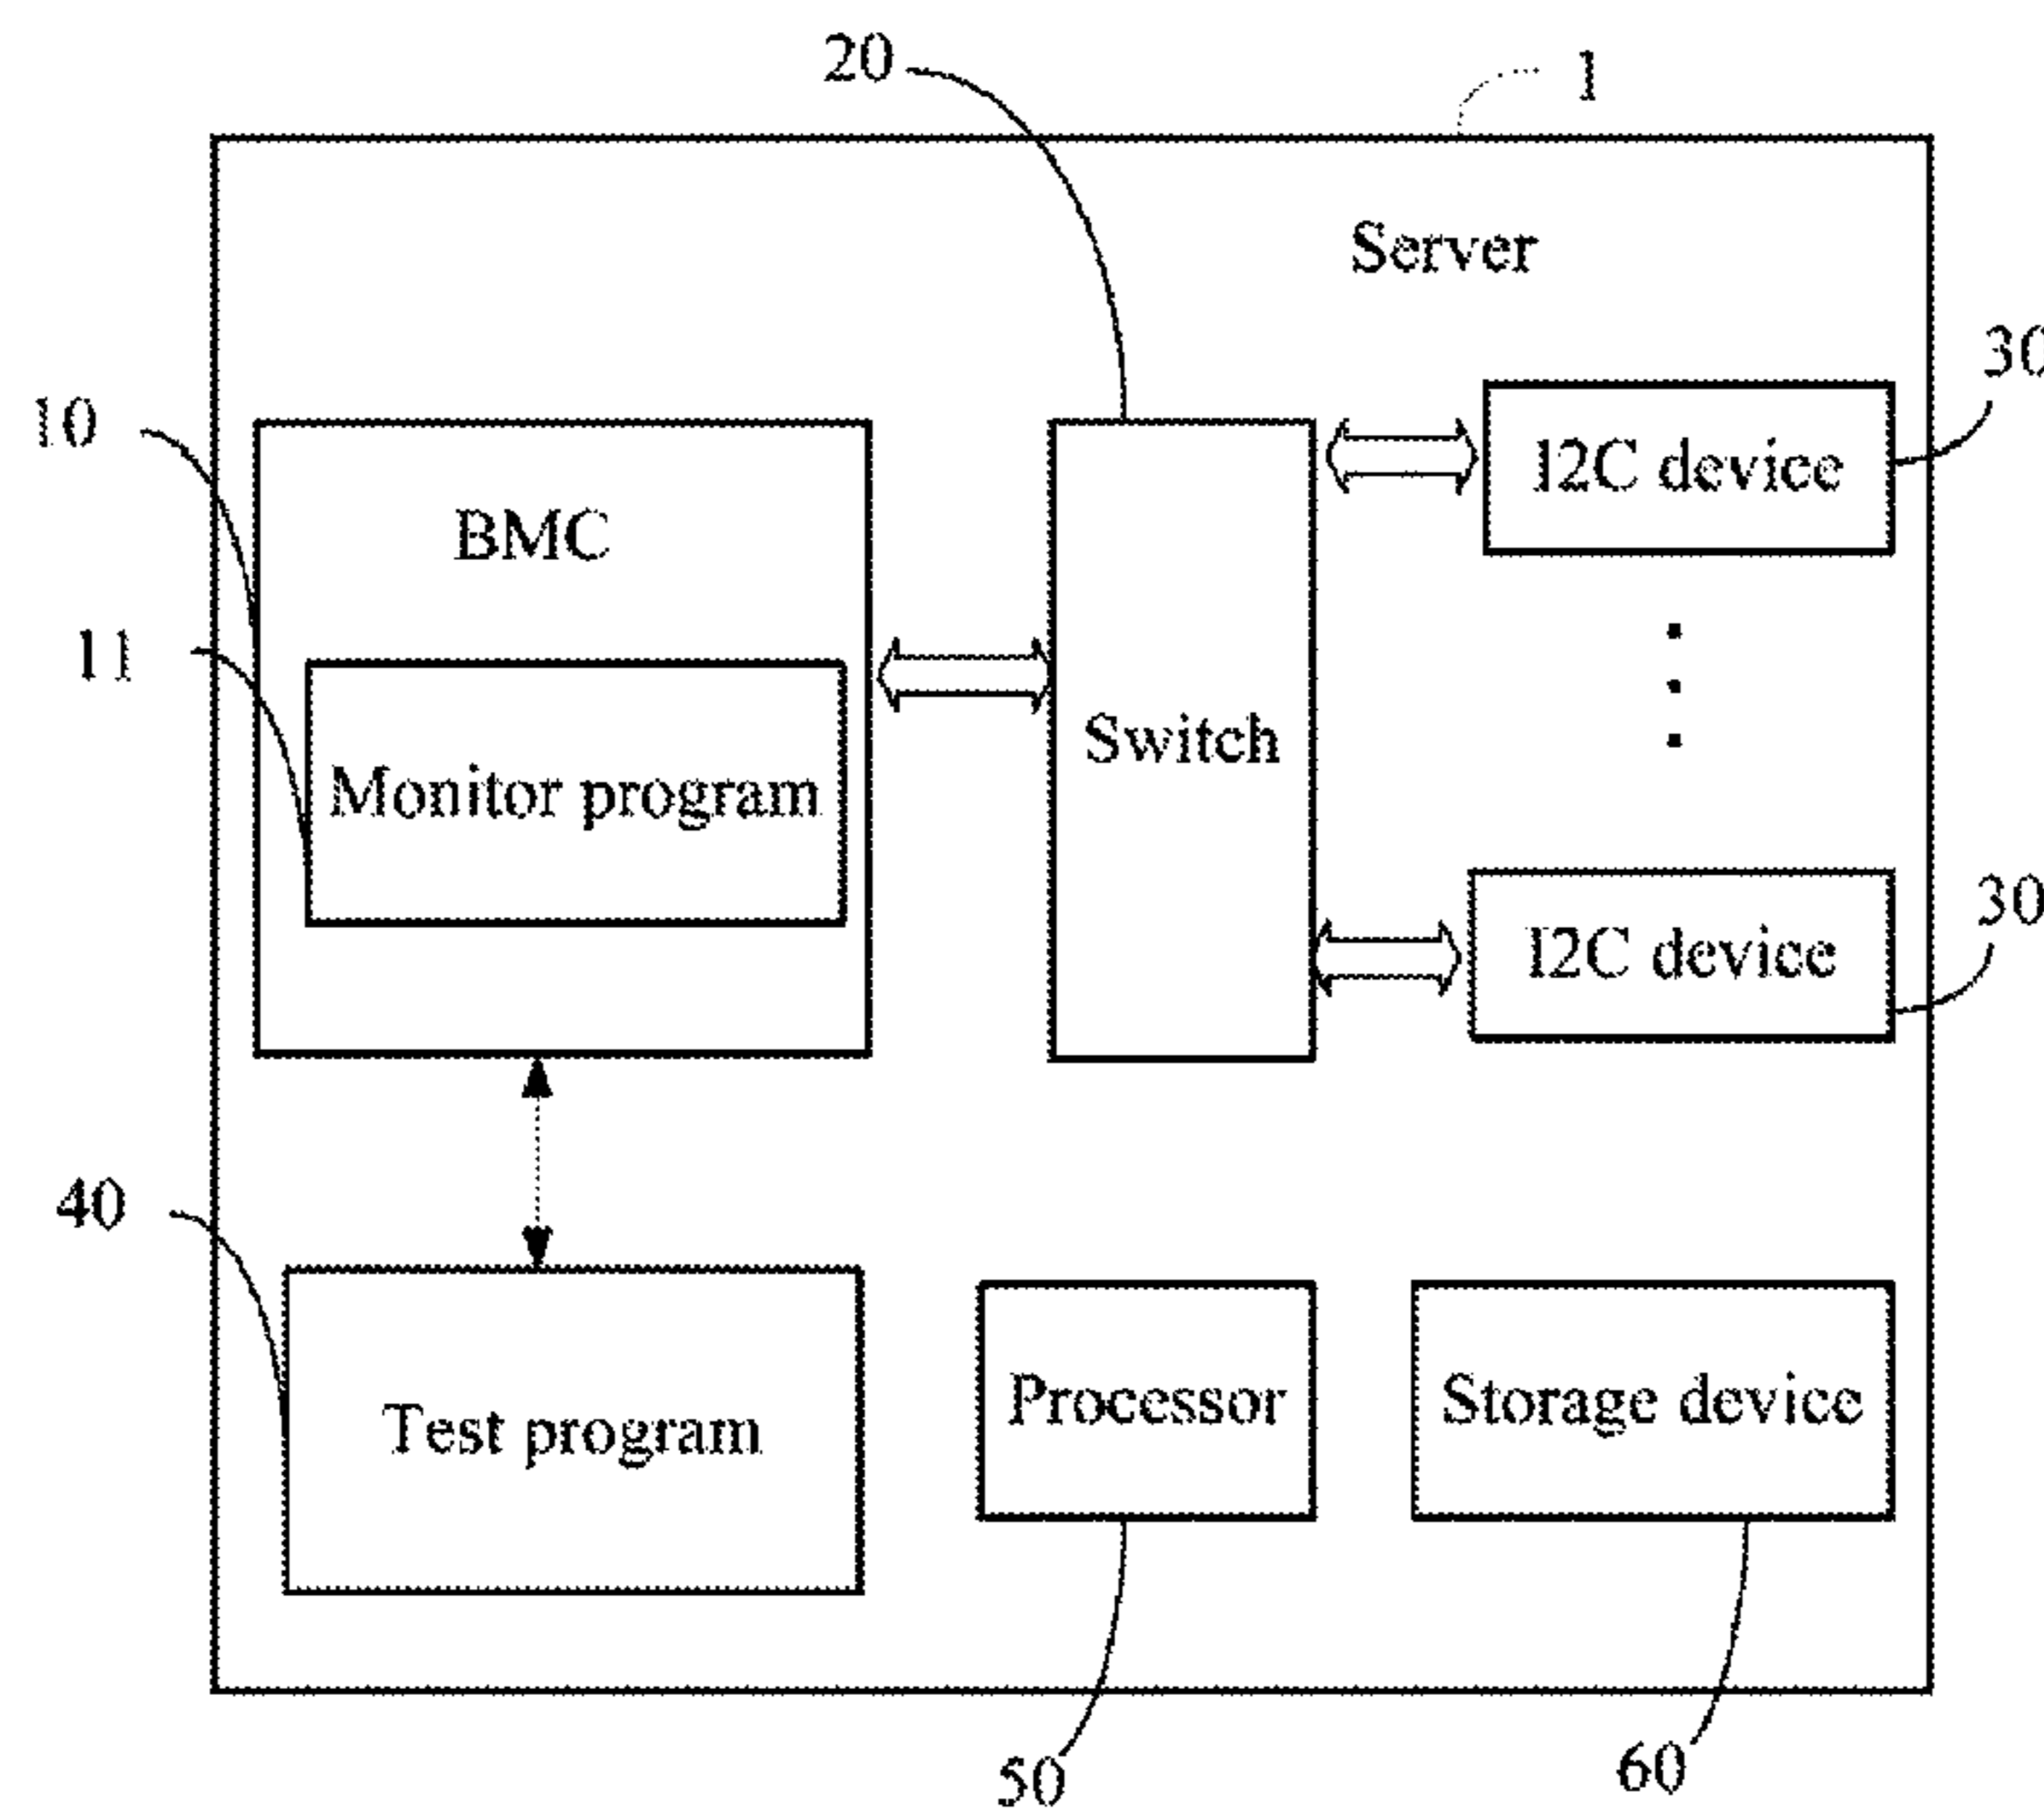 20
1
Server
30
10
I2C device
BMC
11
Switch
Monitor program
30
I2C device
40
Processor
Storage device
Test program
50
60